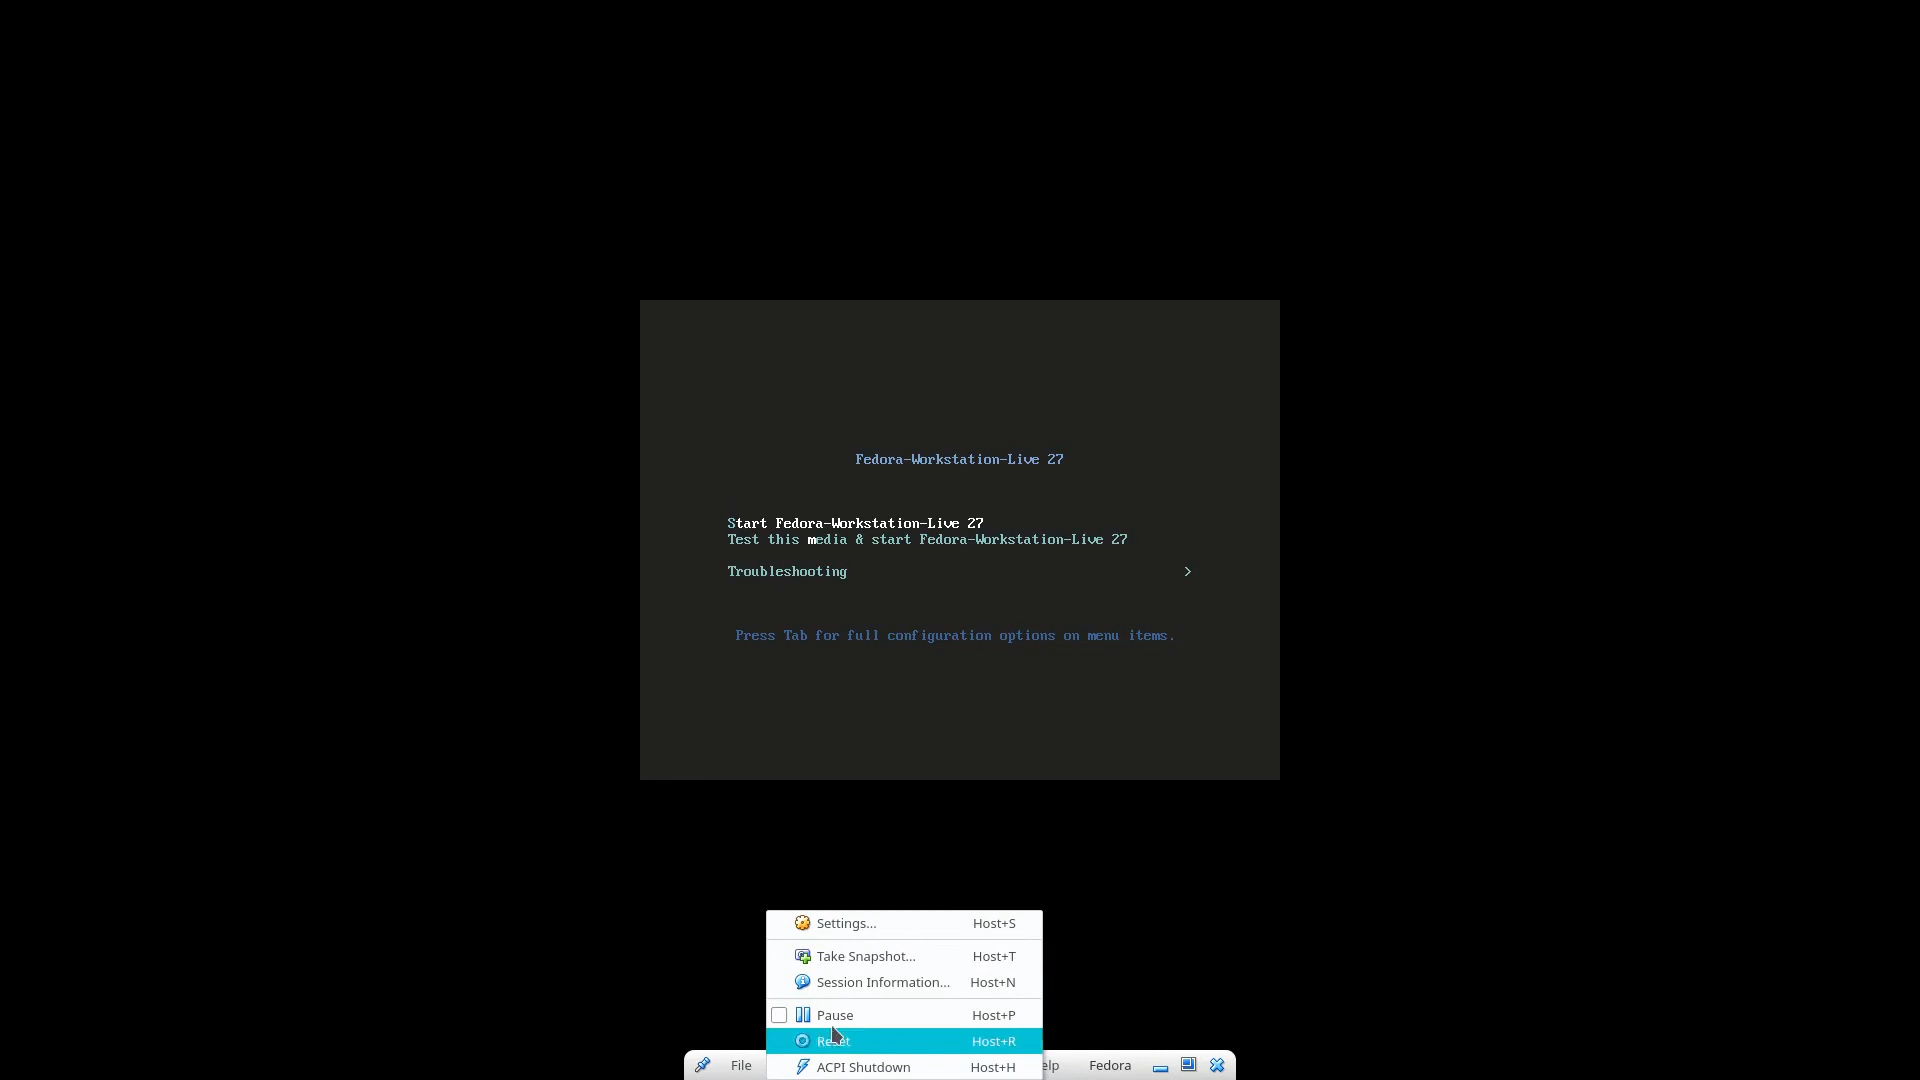 Fedora-Workstation-Live 27
Start Fedora-Workstation-Live 27
Test this media & start Fedora-Workstation-Live 27
Troubleshooting >
Press Tab for full configuration options on menu items.
Settings... Host+S
Take Snapshot... Host+T
Session Information... Host+N
Pause Host+P
Reset Host+R
ACPI Shutdown Host+H
File elp Fedora